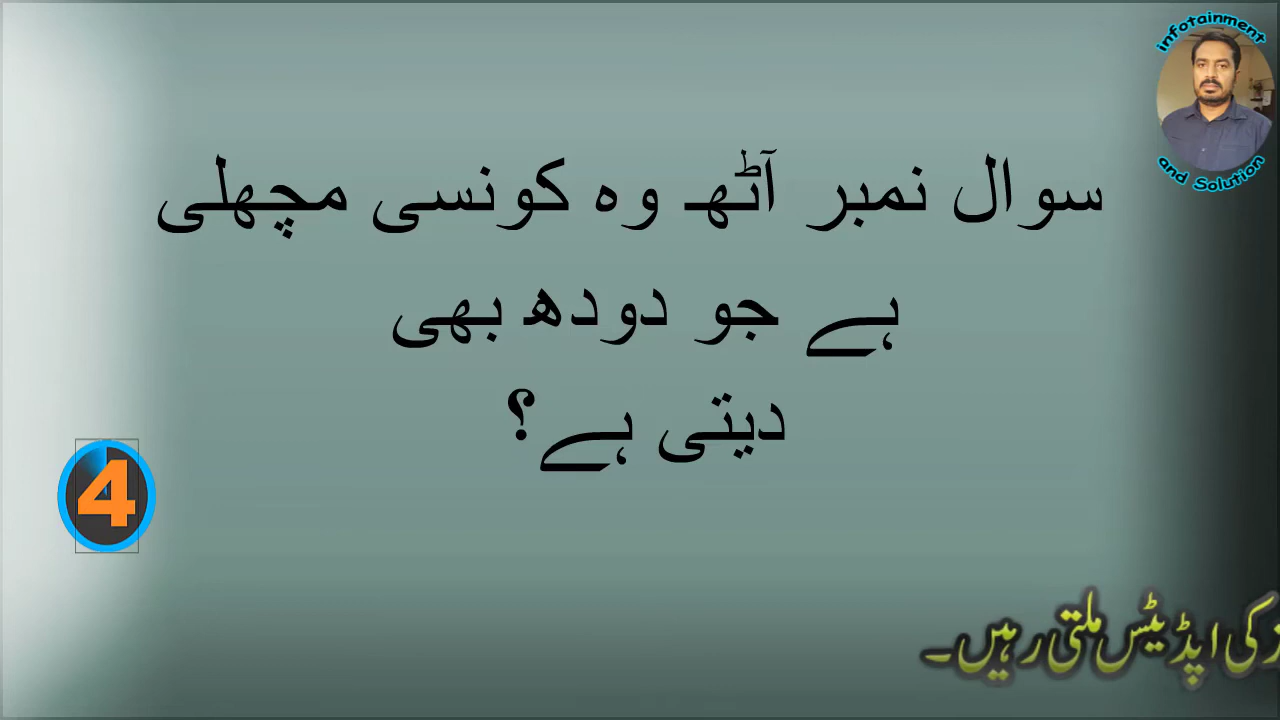 infotainment
and Solution
سوال نمبر آٹھ وہ کونسی مچھلی
ہے جو دودھ بھی
دیتی ہے؟
4
کی اپڈیٹس ملتی رہیں۔